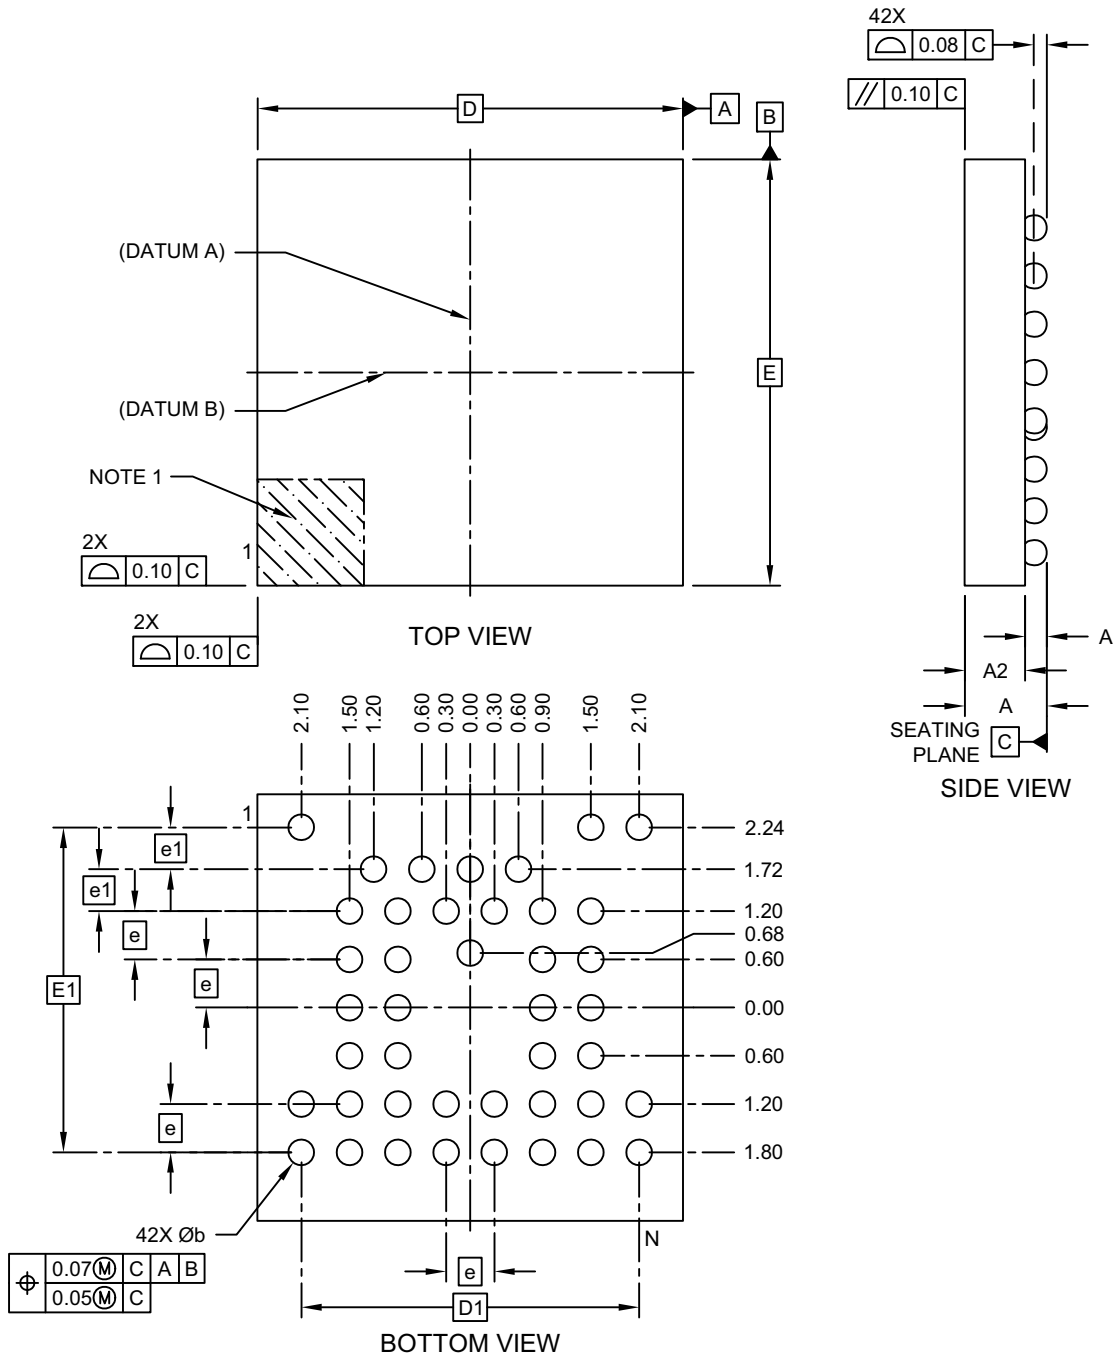 42X
0.08 C
0.10 C
D
A
B
(DATUM A)
(DATUM B)
E
NOTE 1
2X
0.10 C
1
2X
0.10 C
TOP VIEW
A
A2
A
SEATING
PLANE
C
SIDE VIEW
2.10 1.50 1.20 0.60 0.30 0.00 0.30 0.60 0.90 1.50 2.10
1
e1
e1
e
e
E1
e
2.24
1.72
1.20
0.68
0.60
0.00
0.60
1.20
1.80
42X Øb
0.07Ⓜ C A B
0.05Ⓜ C
N
e
D1
BOTTOM VIEW